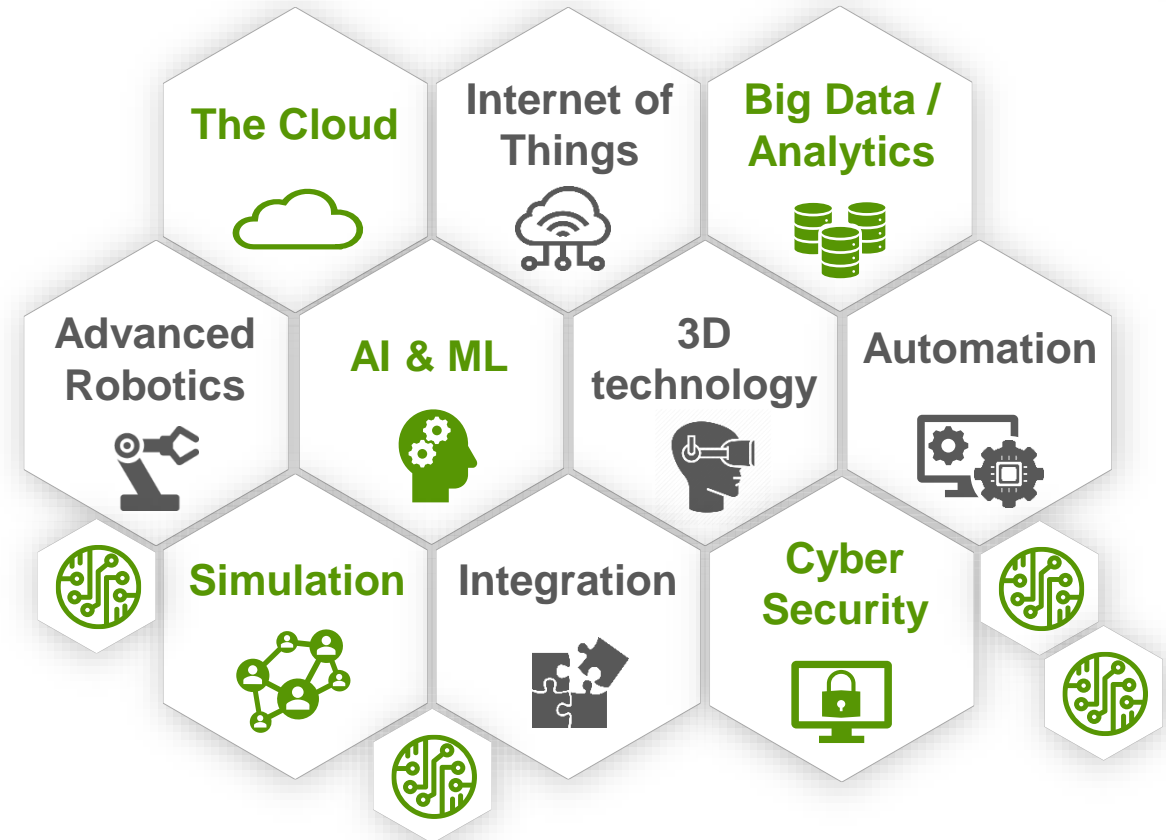 The Cloud
Internet of
Things
Big Data /
Analytics
Advanced
Robotics
AI & ML
3D
technology
Automation
Simulation
Integration
Cyber
Security